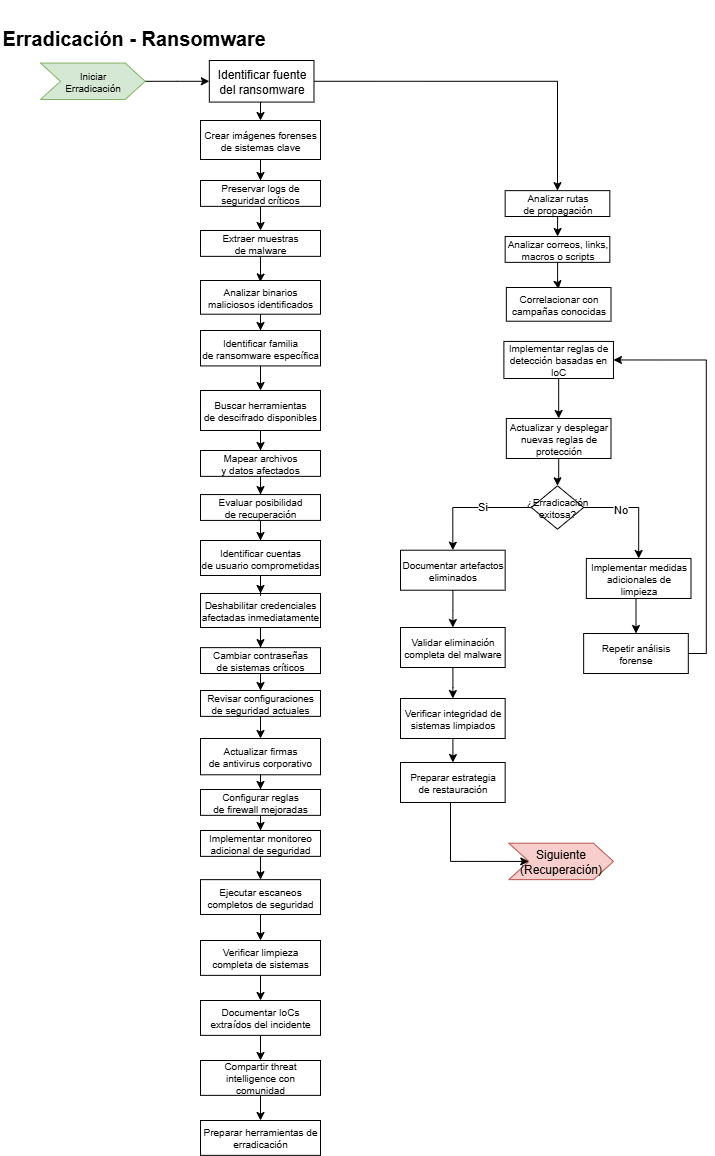 Erradicación - Ransomware
Iniciar
Erradicación
Identificar fuente
del ransomware
Crear imágenes forenses
de sistemas clave
Preservar logs de
seguridad críticos
Extraer muestras
de malware
Analizar binarios
maliciosos identificados
Identificar familia
de ransomware específica
Buscar herramientas
de descifrado disponibles
Mapear archivos
y datos afectados
Evaluar posibilidad
de recuperación
Identificar cuentas
de usuario comprometidas
Deshabilitar credenciales
afectadas inmediatamente
Cambiar contraseñas
de sistemas críticos
Revisar configuraciones
de seguridad actuales
Actualizar firmas
de antivirus corporativo
Configurar reglas
de firewall mejoradas
Implementar monitoreo
adicional de seguridad
Ejecutar escaneos
completos de seguridad
Verificar limpieza
completa de sistemas
Documentar IoCs
extraídos del incidente
Compartir threat
intelligence con
comunidad
Preparar herramientas de
erradicación
Analizar rutas
de propagación
Analizar correos, links,
macros o scripts
Correlacionar con
campañas conocidas
Implementar reglas de
detección basadas en
IoC
Actualizar y desplegar
nuevas reglas de
protección
¿Erradicación
exitosa?
Si
No
Documentar artefactos
eliminados
Validar eliminación
completa del malware
Verificar integridad de
sistemas limpiados
Preparar estrategia
de restauración
Implementar medidas
adicionales de
limpieza
Repetir análisis
forense
Siguiente
(Recuperación)